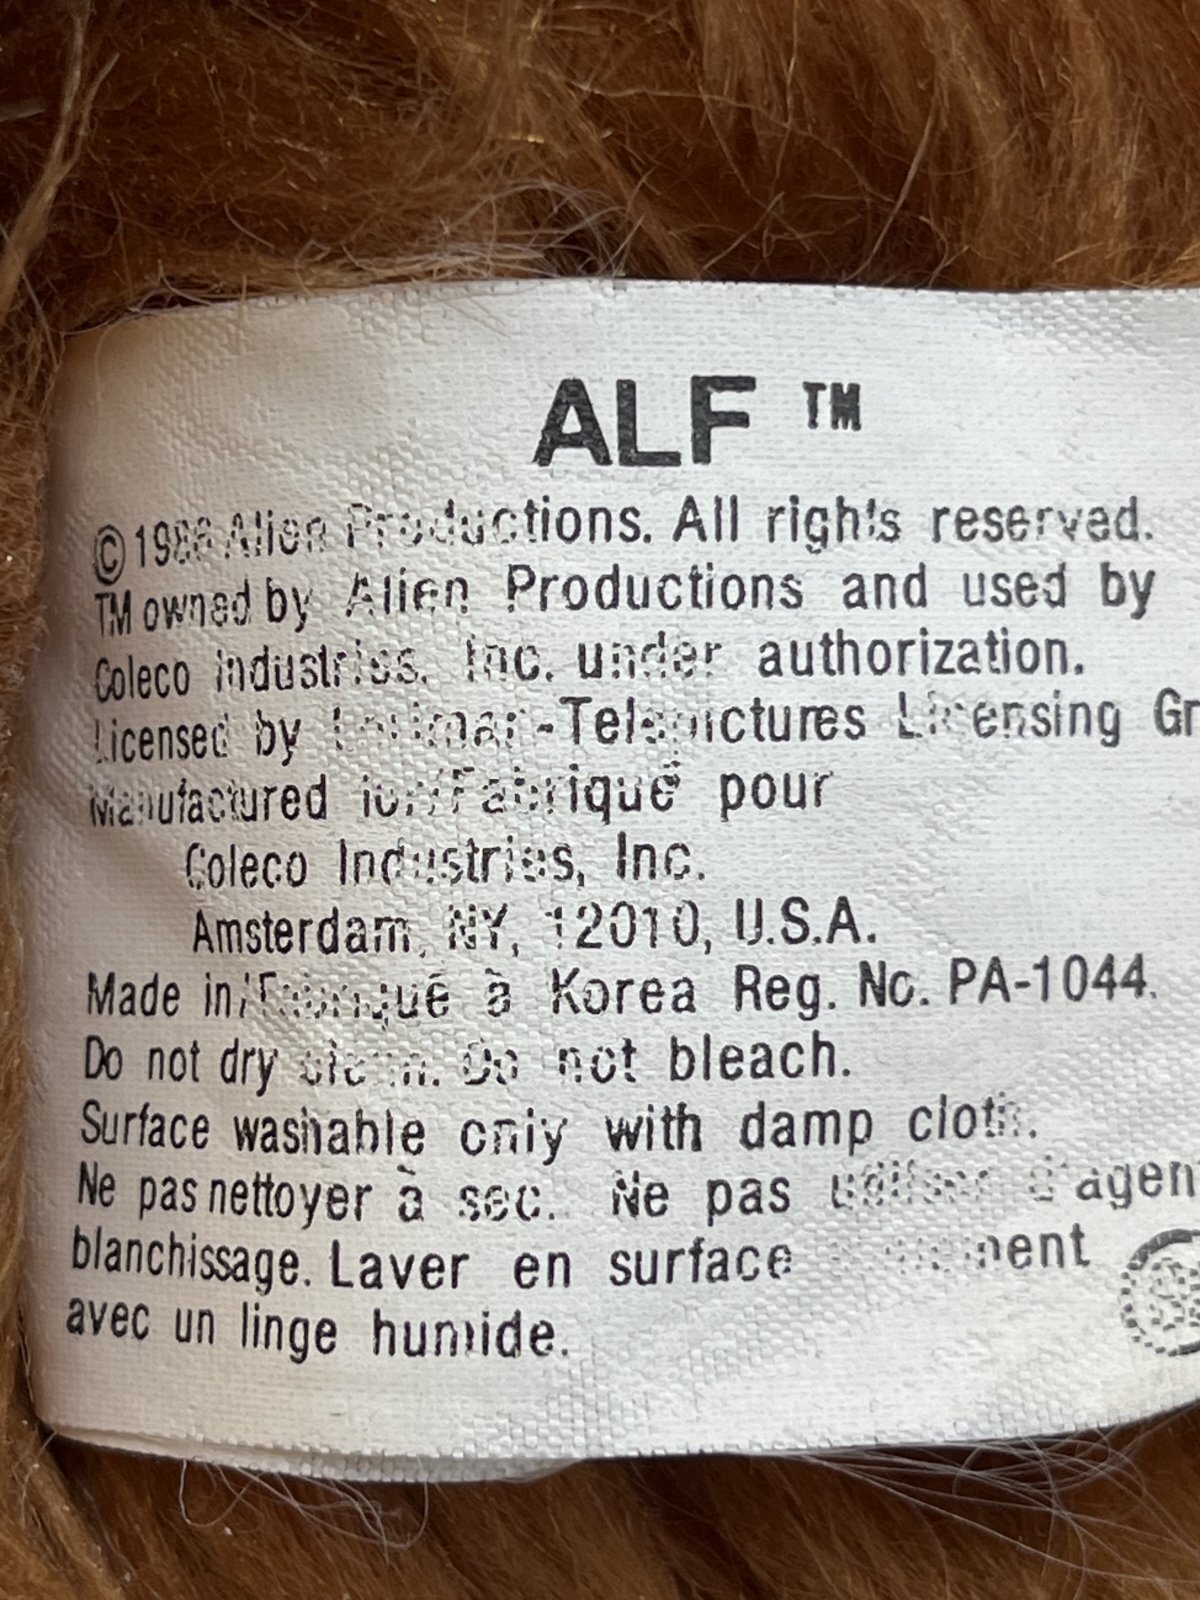 ALF ™
© 1986 Alien Productions. All rights reserved.
TM owned by Alien Productions and used by
Coleco Industries, Inc. under authorization.
Licensed by Lorimar-Telepictures Licensing Gr
Manufactured for/Fabriqué pour
Coleco Industries, Inc.
Amsterdam, NY, 12010, U.S.A.
Made in/Fabriqué à Korea Reg. No. PA-1044.
Do not dry clean. Do not bleach.
Surface washable only with damp cloth.
Ne pas nettoyer à sec. Ne pas utiliser d'agent
blanchissage. Laver en surface
avec un linge humide.